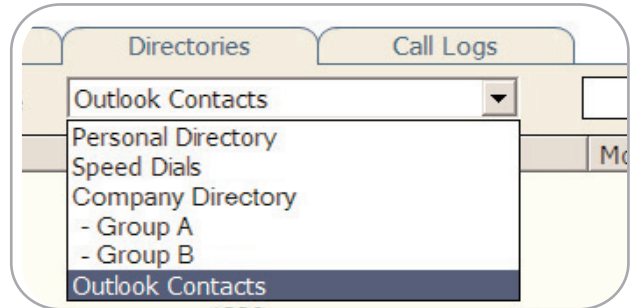 Directories
Call Logs
Outlook Contacts
Personal Directory
Speed Dials
Company Directory
- Group A
- Group B
Outlook Contacts